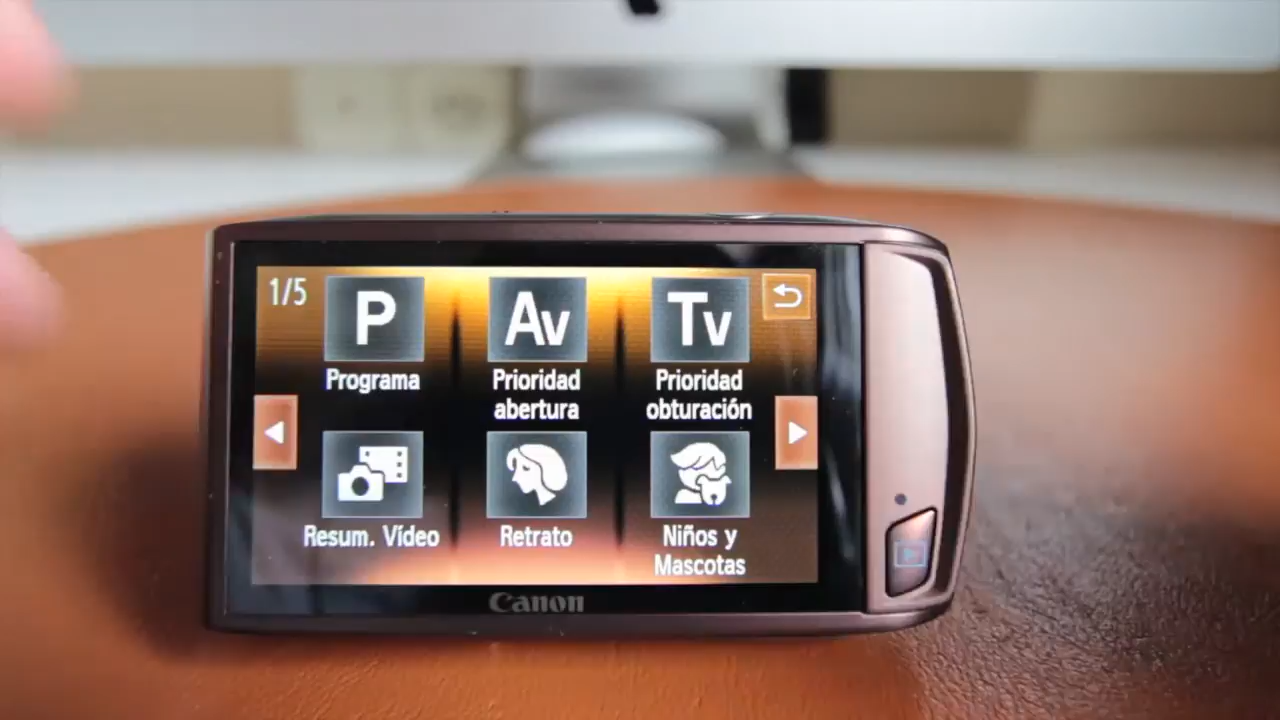 1/5
P
Av
Tv
Programa
Prioridad
abertura
Prioridad
obturación
Resum. Vídeo
Retrato
Niños y
Mascotas
Canon